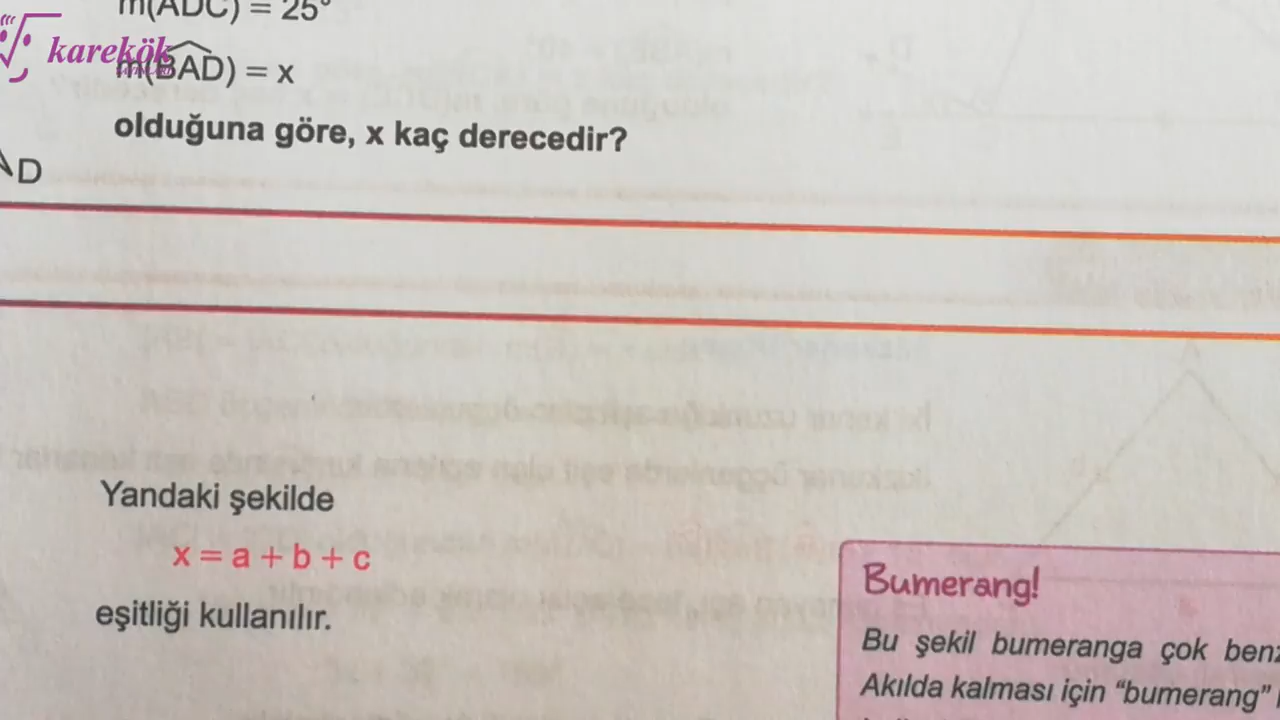 m(ADC) = 25°
karekök
m(BAD) = x
olduğuna göre, x kaç derecedir?
D
Yandaki şekilde
x = a + b + c
eşitliği kullanılır.
Bumerang!
Bu şekil bumeranga çok
Akılda kalması için "bumerang"